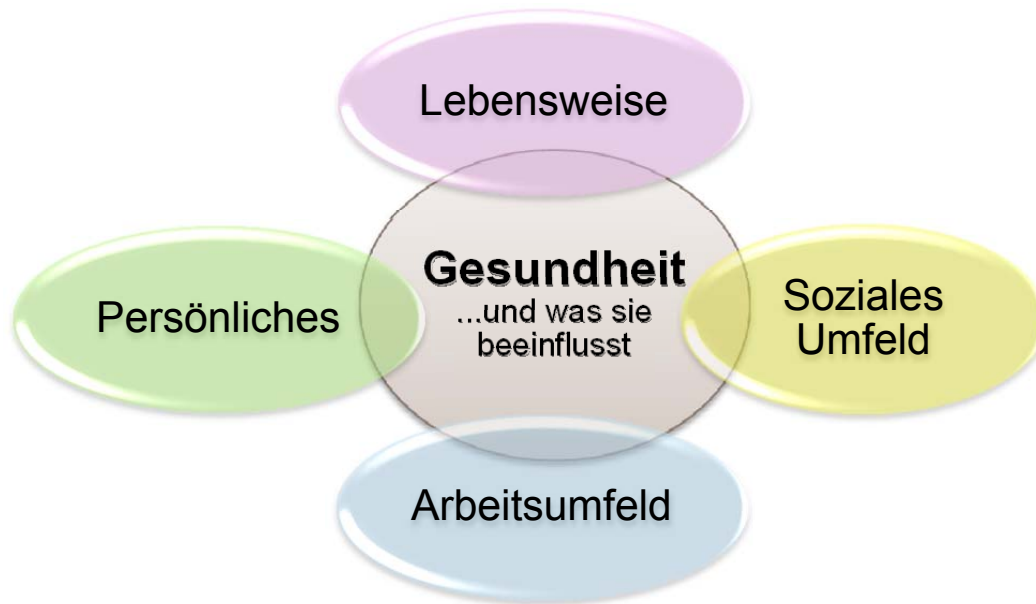 Lebensweise
Gesundheit
...und was sie
beeinflusst
Persönliches
Soziales
Umfeld
Arbeitsumfeld